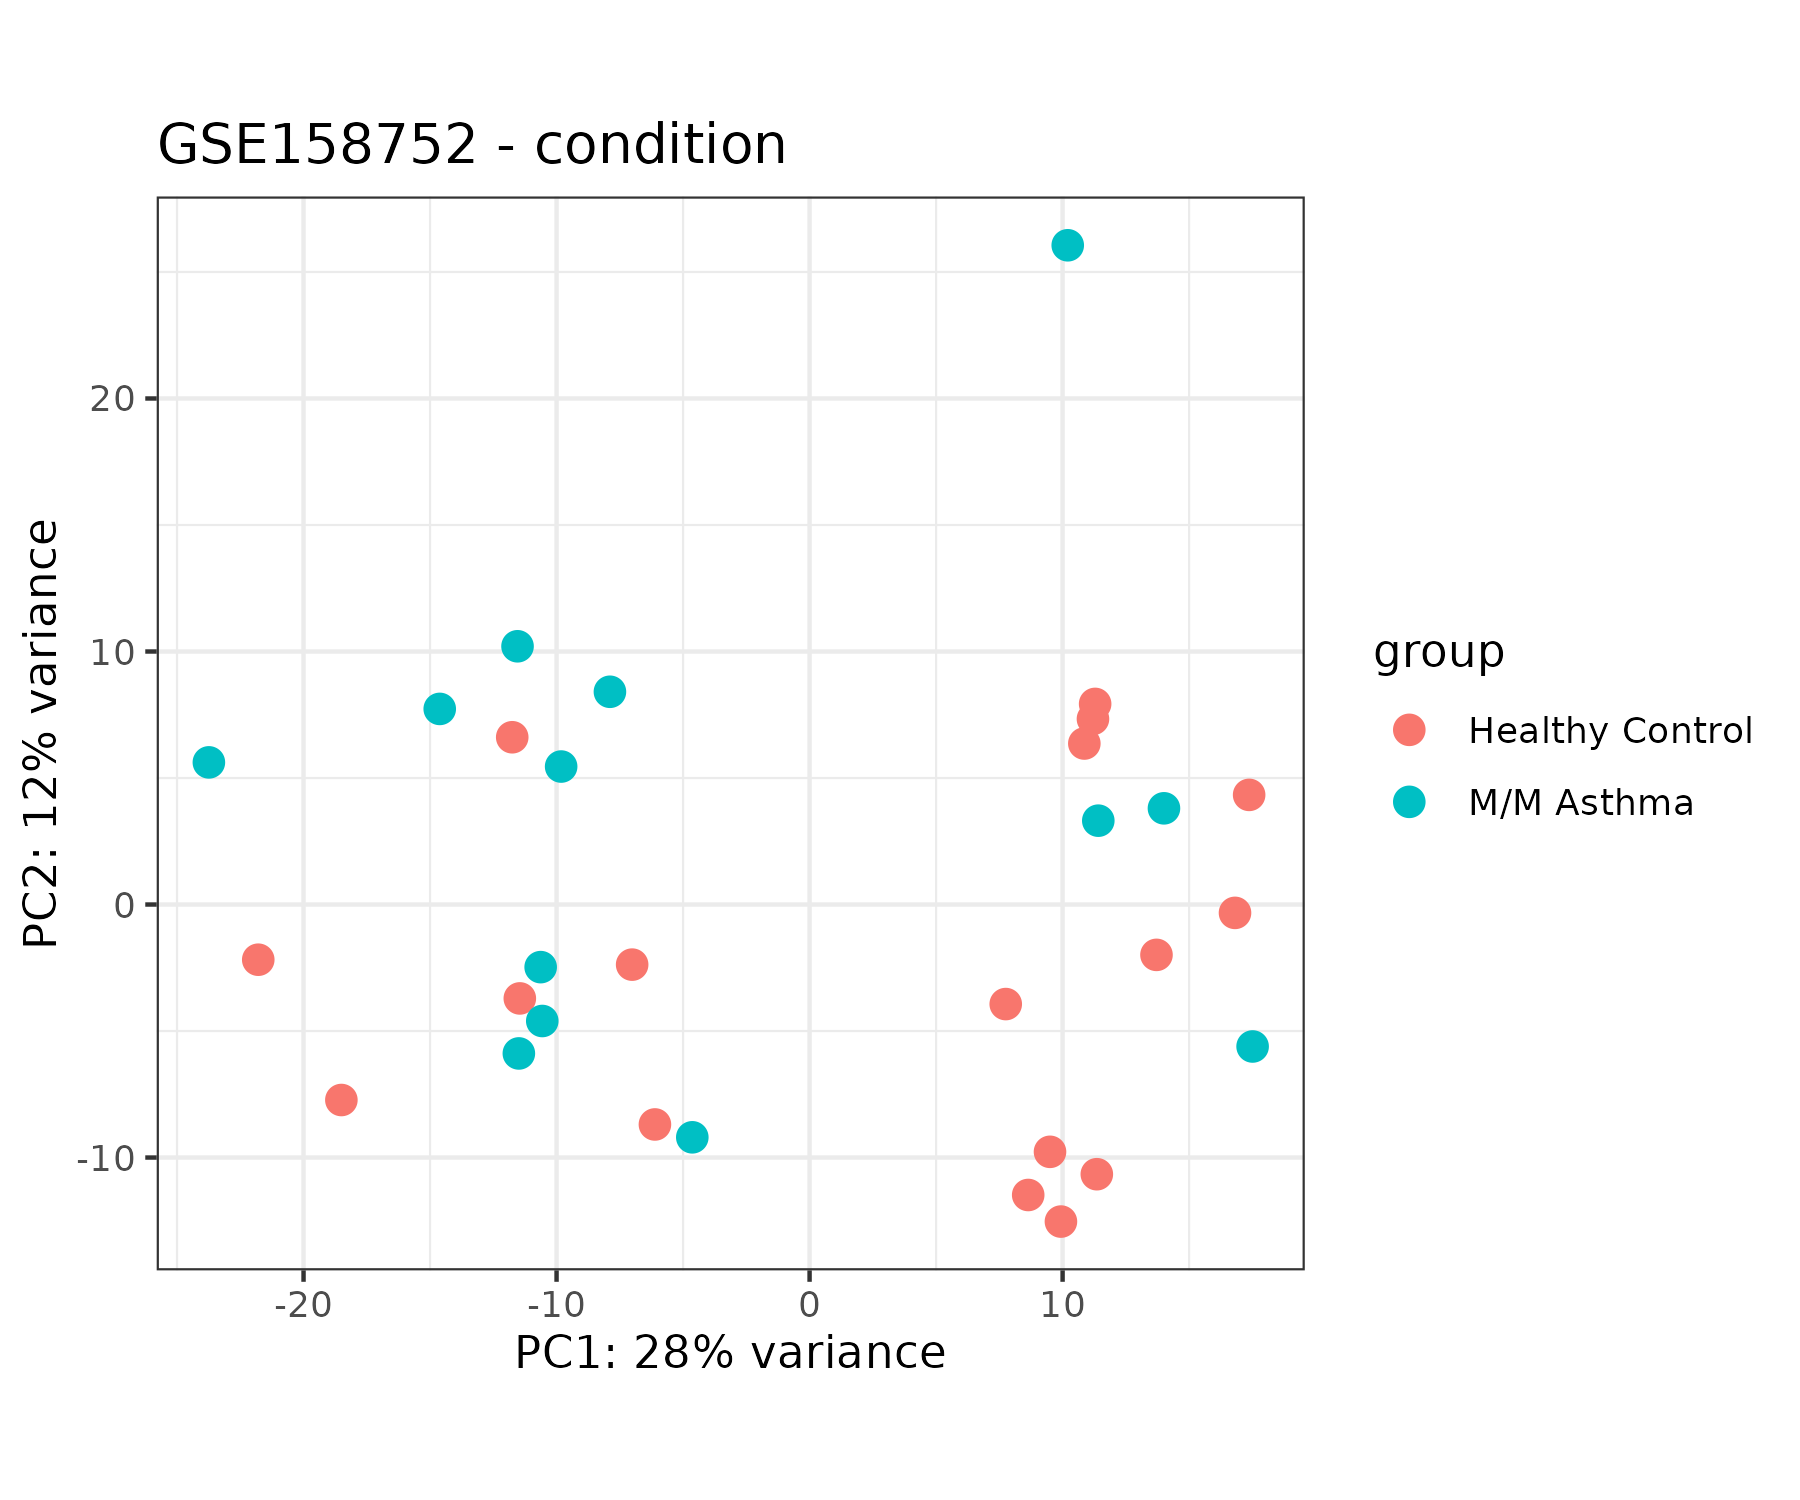 GSE158752 - condition
PC2: 12% variance
20
10
0
-10
-20
-10
0
10
PC1: 28% variance
group
Healthy Control
M/M Asthma